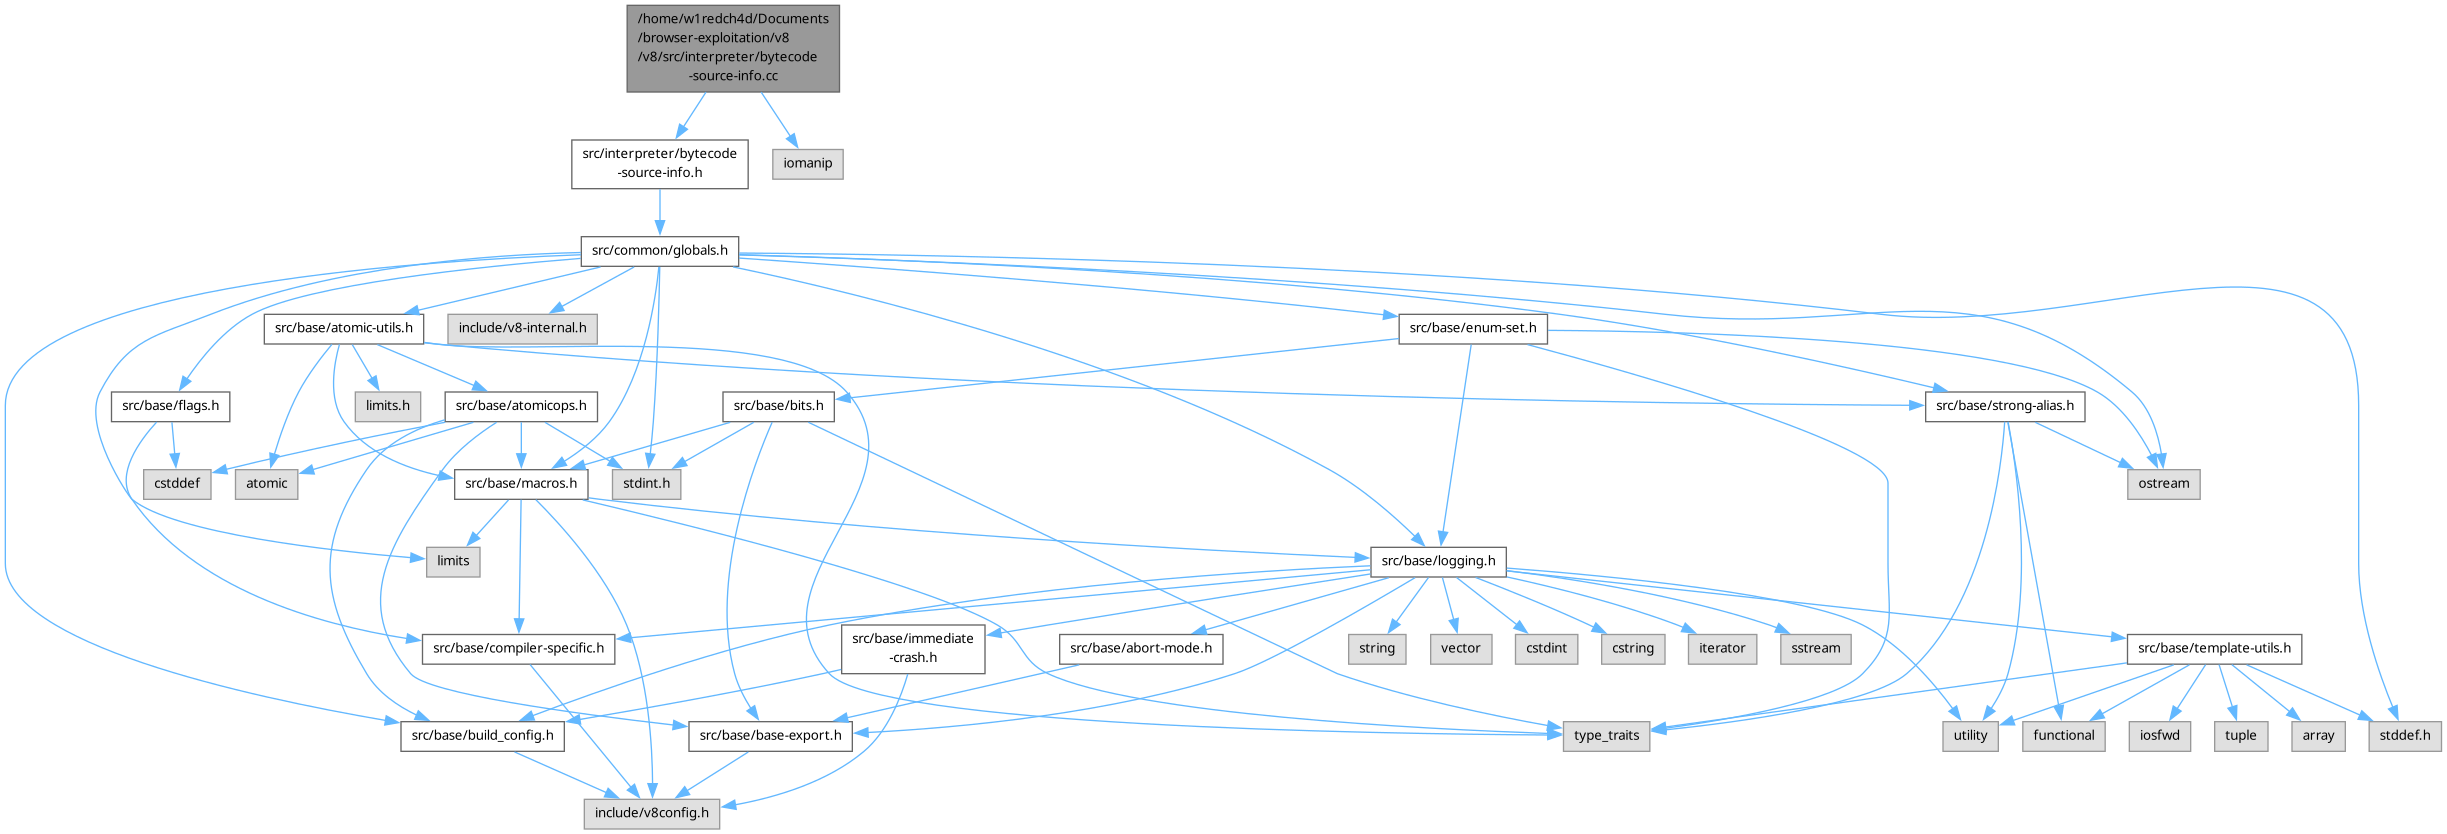 /home/w1redch4d/Documents
/browser-exploitation/v8
/v8/src/interpreter/bytecode
-source-info.cc
src/interpreter/bytecode
-source-info.h
iomanip
src/common/globals.h
src/base/atomic-utils.h
include/v8-internal.h
src/base/enum-set.h
src/base/flags.h
limits.h
src/base/atomicops.h
src/base/bits.h
src/base/strong-alias.h
cstddef
atomic
src/base/macros.h
stdint.h
ostream
limits
src/base/logging.h
src/base/compiler-specific.h
src/base/immediate
-crash.h
src/base/abort-mode.h
string
vector
cstdint
cstring
iterator
sstream
src/base/template-utils.h
src/base/build_config.h
src/base/base-export.h
type_traits
utility
functional
iosfwd
tuple
array
stddef.h
include/v8config.h